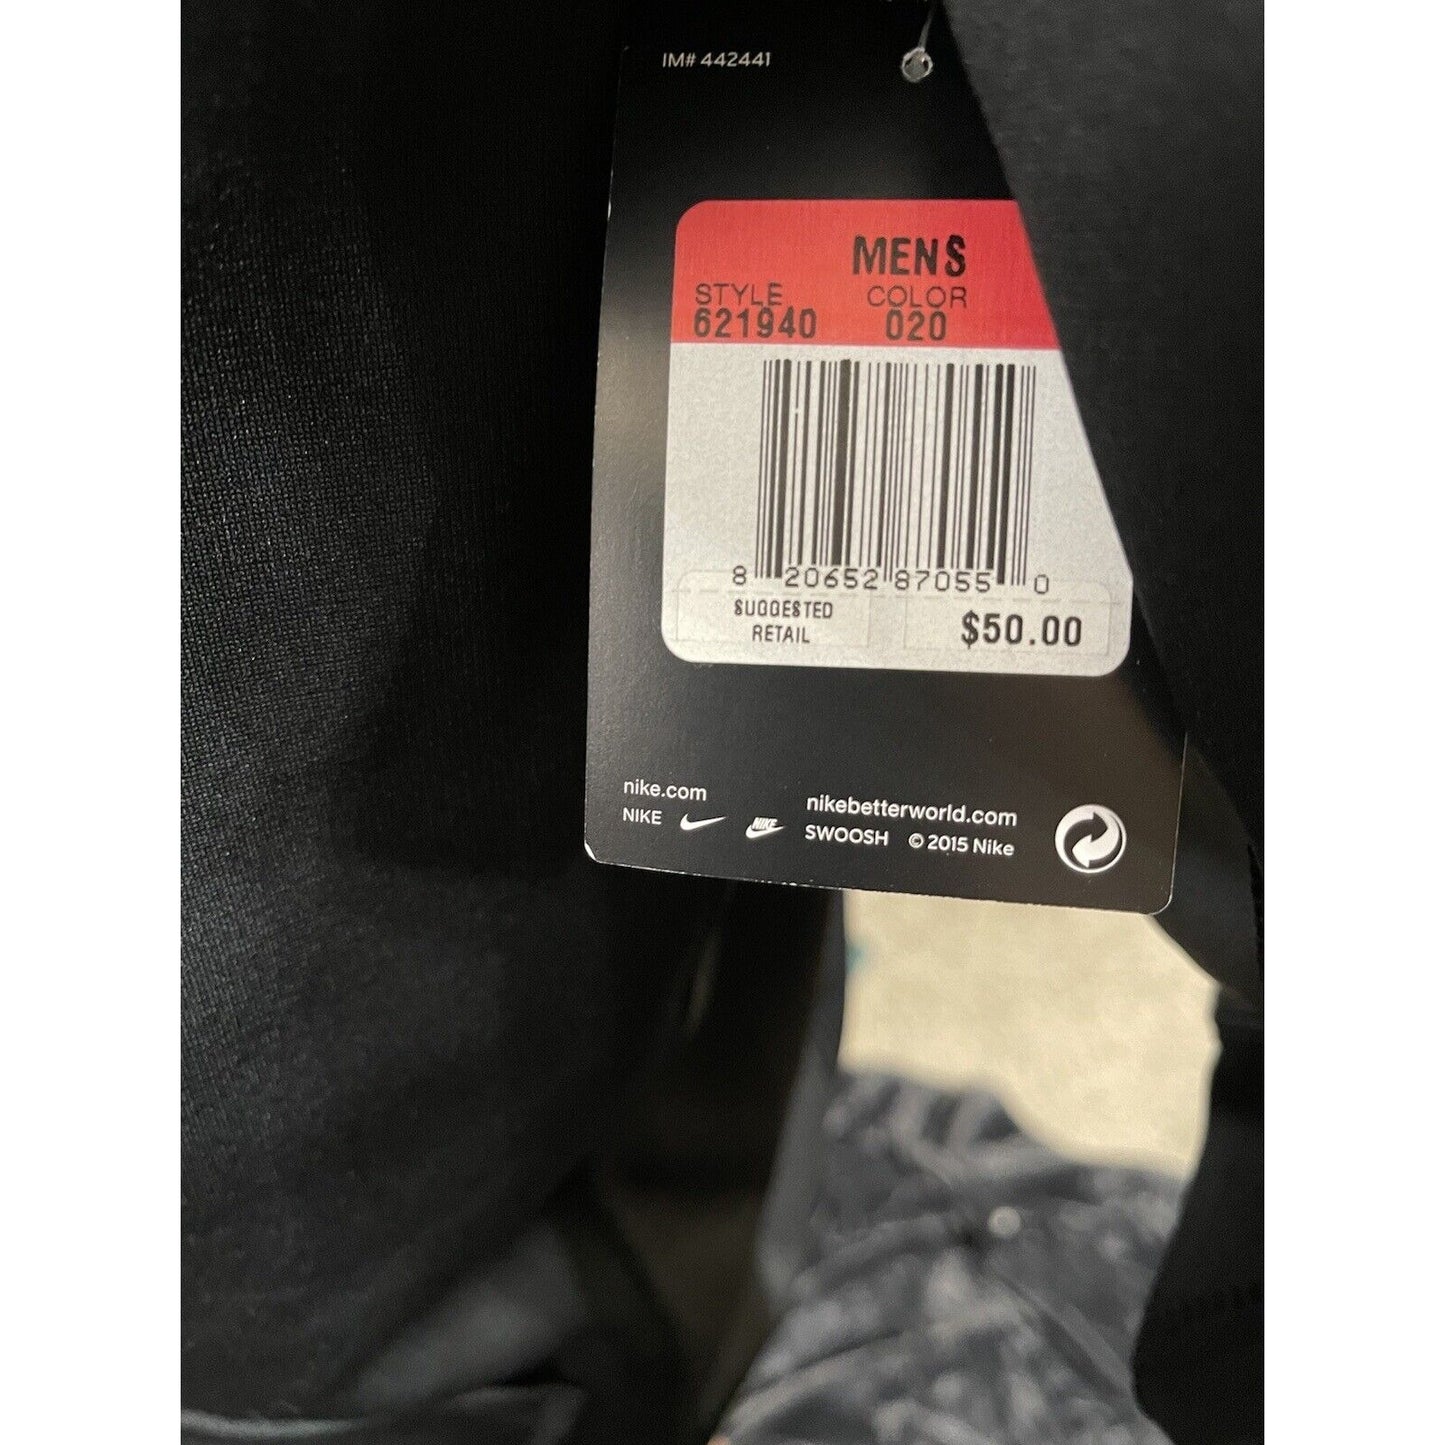 IM# 442441
MENS
STYLE COLOR
621940 020
8 20652 87055 0
SUGGESTED
RETAIL
$50.00
nike.com
NIKE NIKE
nikebetterworld.com
SWOOSH © 2015 Nike